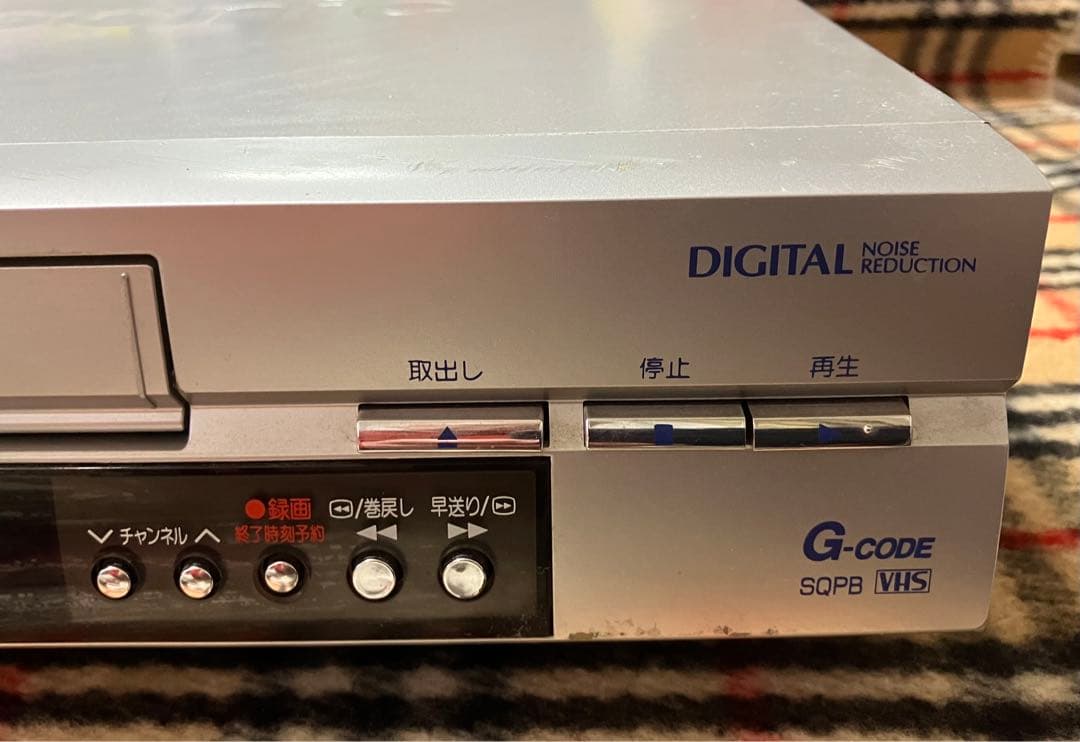 DIGITAL NOISE REDUCTION
取出し 停止 再生
●録画 ◀◀/巻戻し 早送り/▶▶
チャンネル 終了時刻予約
G-CODE
SQPB VHS